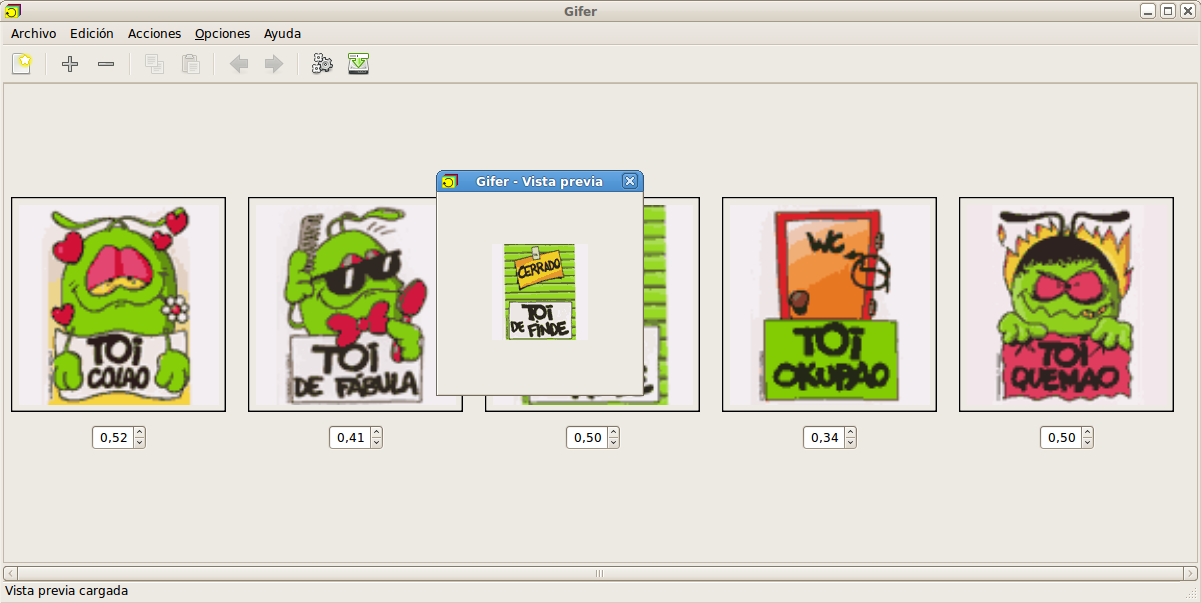 Gifer
Archivo Edición Acciones Opciones Ayuda
Gifer - Vista previa
CERRADO
TOi
DE FiNDE
TOi
COLAO
TOi
DE FÁBULA
WC
TOi
OKUPAO
TOi
QUEMAO
0,52
0,41
0,50
0,34
0,50
Vista previa cargada